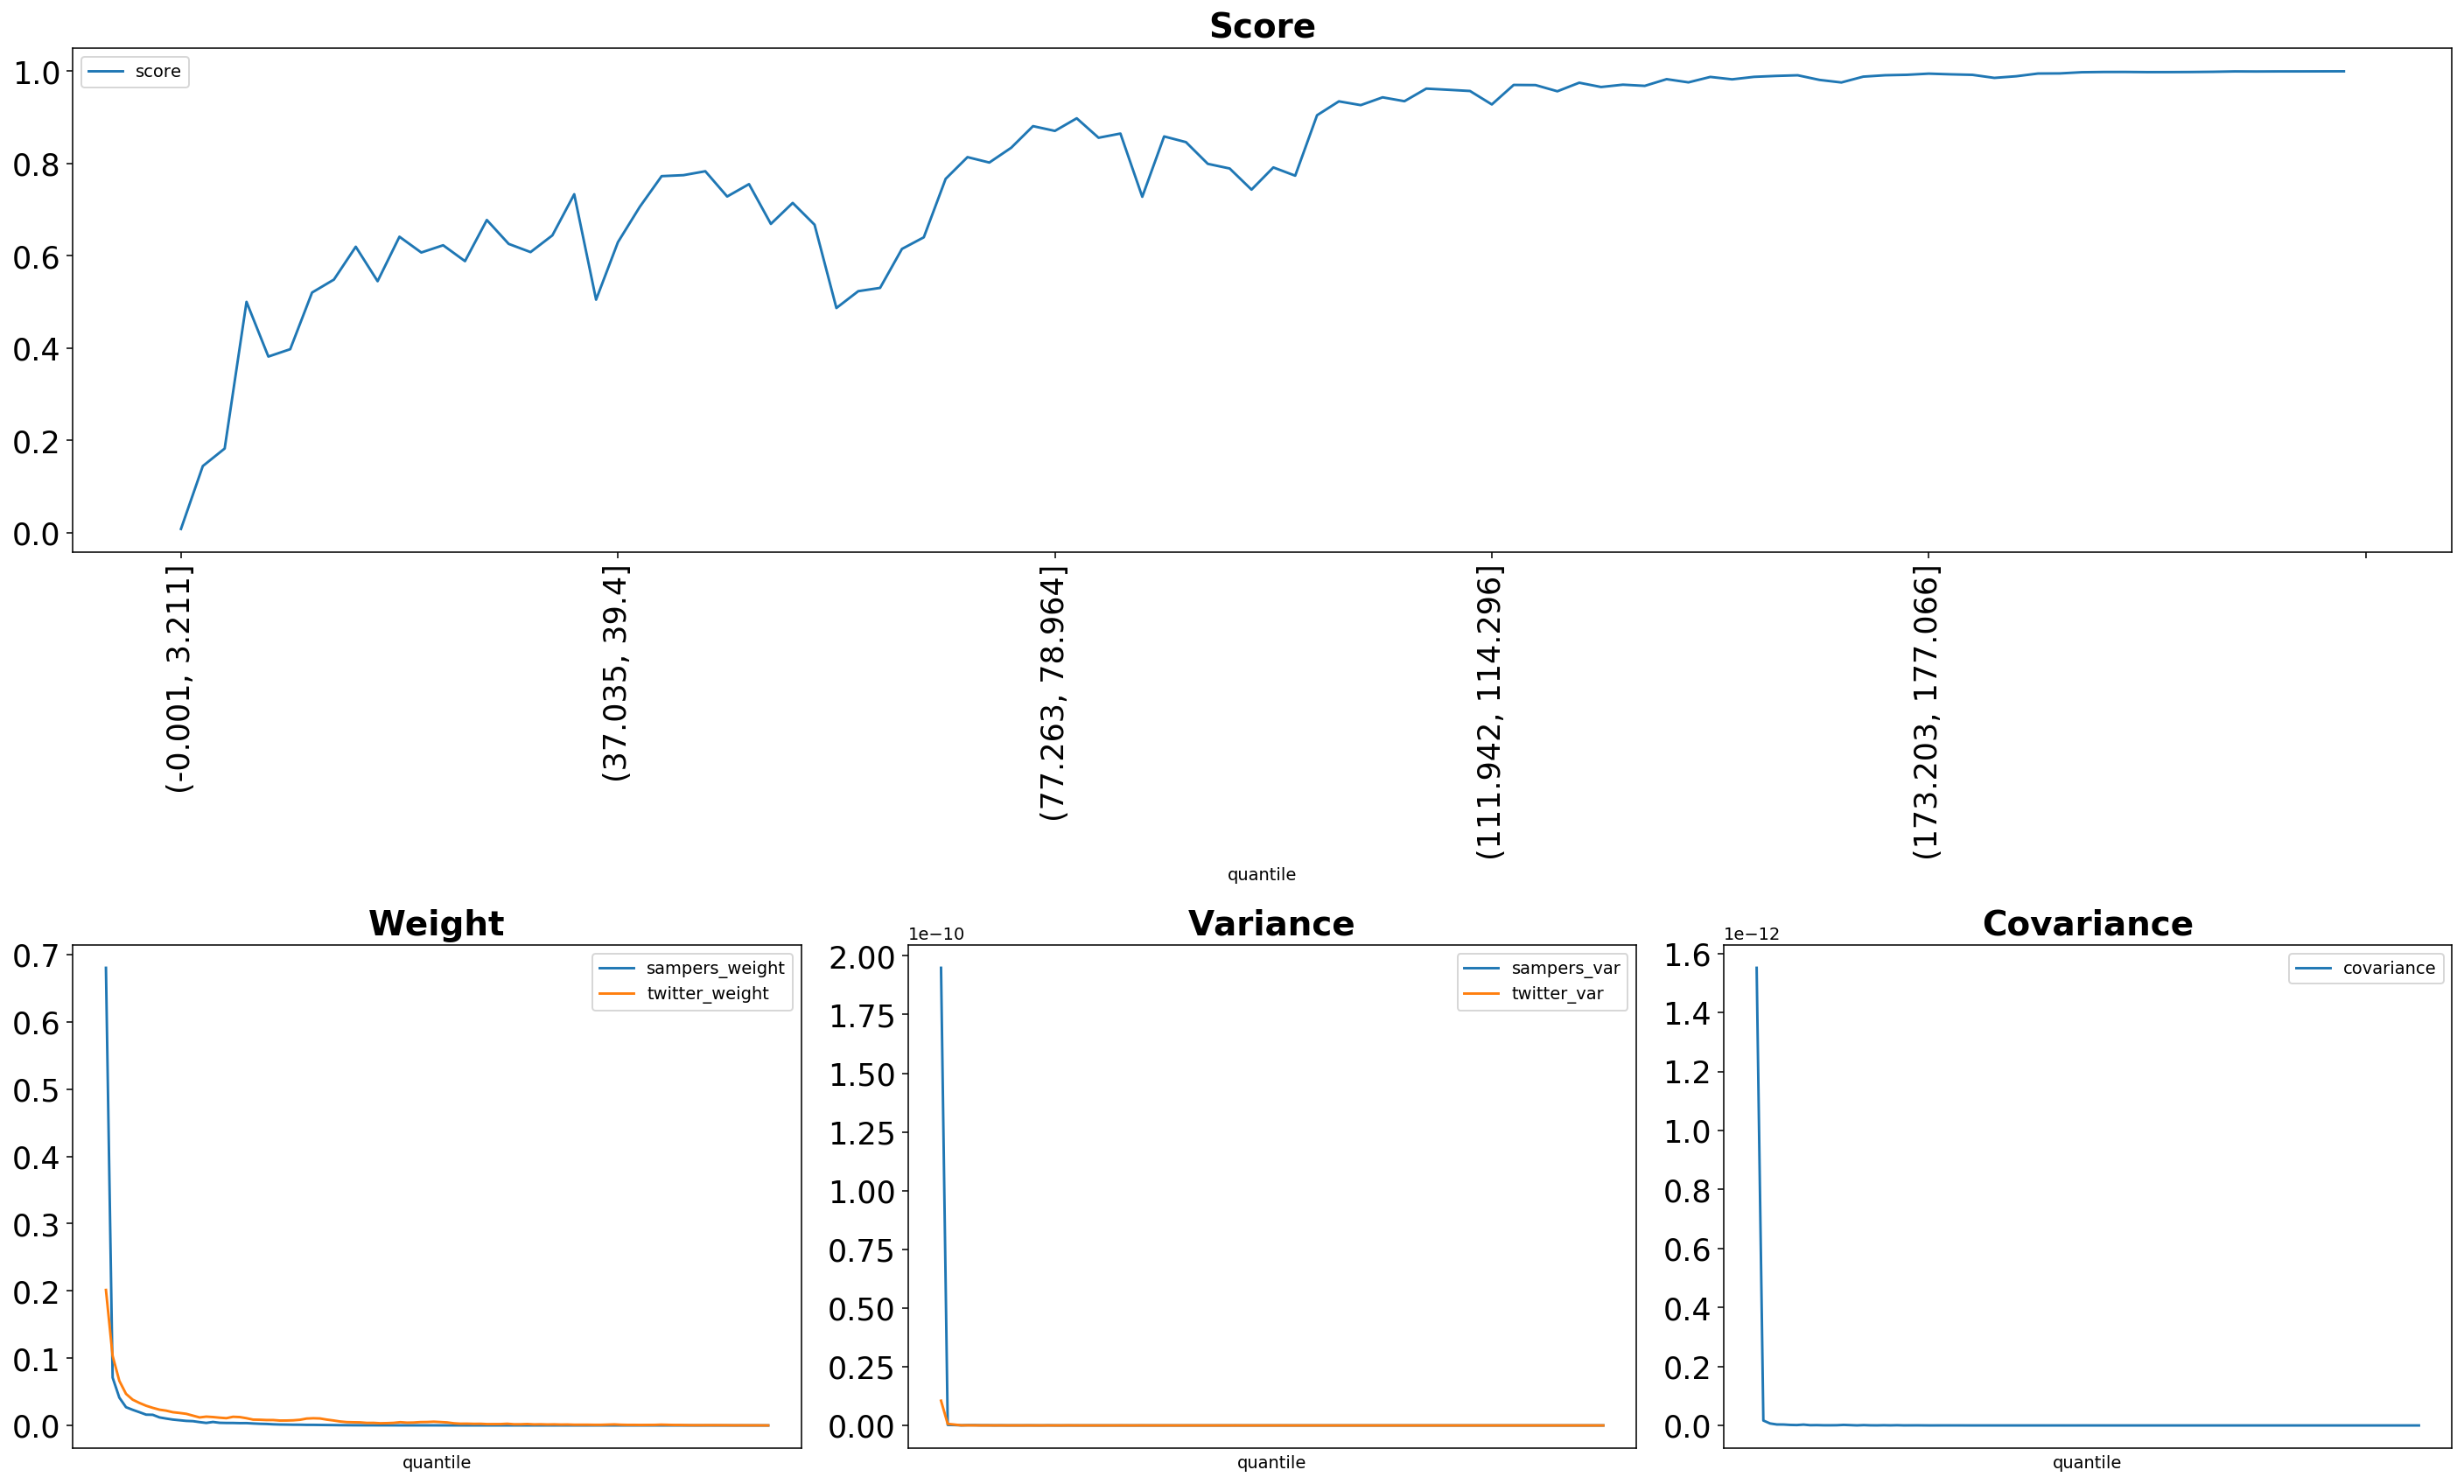 Score
score
1.0
0.8
0.6
0.4
0.2
0.0
(-0.001, 3.211]
(37.035, 39.4]
(77.263, 78.964]
(111.942, 114.296]
(173.203, 177.066]
quantile
Weight
sampers_weight
twitter_weight
0.7
0.6
0.5
0.4
0.3
0.2
0.1
0.0
quantile
Variance
1e−10
sampers_var
twitter_var
2.00
1.75
1.50
1.25
1.00
0.75
0.50
0.25
0.00
quantile
Covariance
1e−12
covariance
1.6
1.4
1.2
1.0
0.8
0.6
0.4
0.2
0.0
quantile